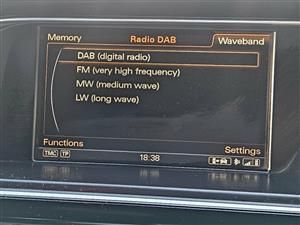 Memory Radio DAB Waveband
DAB (digital radio)
FM (very high frequency)
MW (medium wave)
LW (long wave)
Functions Settings
TMC TP 18:38